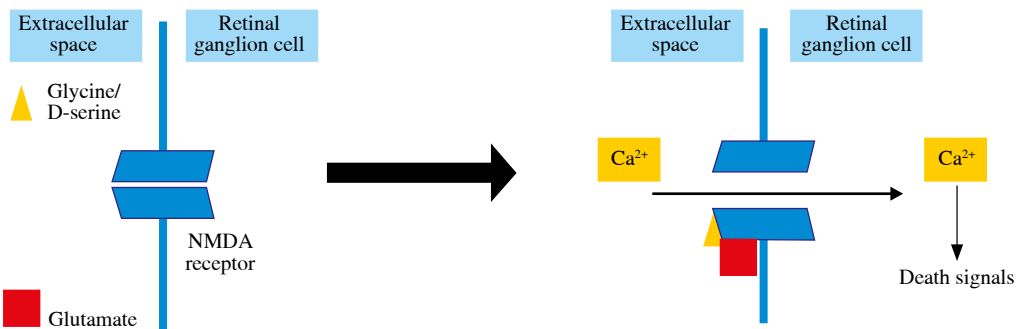 Extracellular
space
Retinal
ganglion cell
Glycine/
D-serine
NMDA
receptor
Glutamate
Extracellular
space
Retinal
ganglion cell
Ca²⁺
Ca²⁺
Death signals